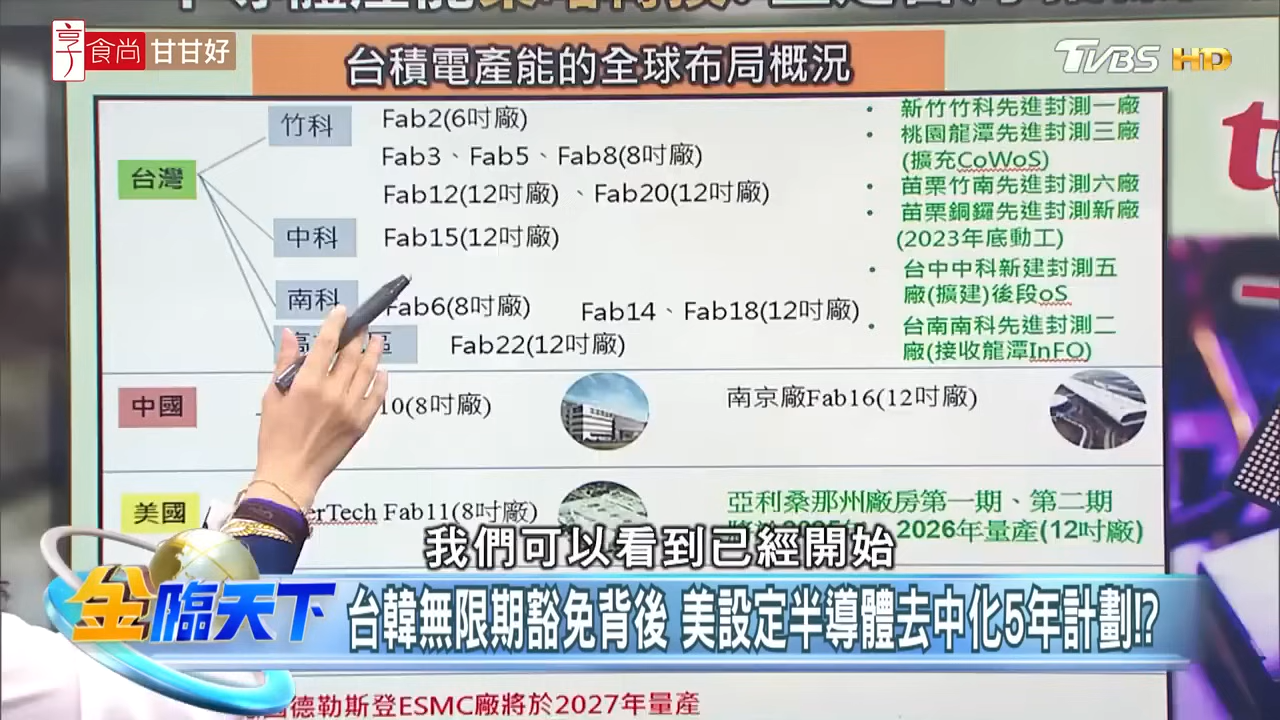 享食尚 甘甘好
TVBS HD
台積電產能的全球布局概況
台灣
竹科
Fab2(6吋廠)
Fab3、Fab5、Fab8(8吋廠)
Fab12(12吋廠) 、Fab20(12吋廠)
中科
Fab15(12吋廠)
南科
Fab6(8吋廠)
Fab14、Fab18(12吋廠)
區
Fab22(12吋廠)
• 新竹竹科先進封測一廠
• 桃園龍潭先進封測三廠
(擴充CoWoS)
• 苗栗竹南先進封測六廠
• 苗栗銅鑼先進封測新廠
(2023年底動工)
• 台中中科新建封測五
廠(擴建)後段oS
• 台南南科先進封測二
廠(接收龍潭InFO)
中國
10(8吋廠)
南京廠Fab16(12吋廠)
美國
erTech Fab11(8吋廠)
亞利桑那州廠房第一期、第二期
2026年量產(12吋廠)
我們可以看到已經開始
金臨天下
台韓無限期豁免背後 美設定半導體去中化5年計劃!?
德勒斯登ESMC廠將於2027年量產